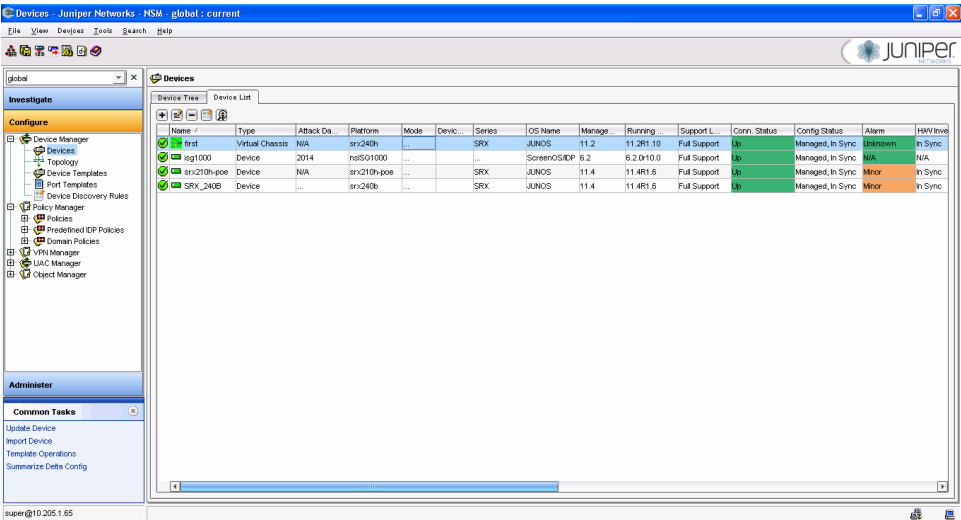 Devices - Juniper Networks - NSM - global : current
File View Devices Tools Search Help
JUNIPER
NETWORKS
global
Investigate
Configure
Device Manager
Devices
Topology
Device Templates
Port Templates
Device Discovery Rules
Policy Manager
Policies
Predefined IDP Policies
Domain Policies
VPN Manager
UAC Manager
Object Manager
Administer
Common Tasks
Update Device
Import Device
Template Operations
Summarize Delta Config
Devices
Device Tree Device List
Name Type Attack Da... Platform Mode Devic... Series OS Name Manage... Running ... Support L... Conn. Status Config Status Alarm H/W Inve
first Virtual Chassis N/A srx240h ... SRX JUNOS 11.2 11.2R1.10 Full Support Up Managed, In Sync Unknown In Sync
isg1000 Device 2014 nsISG1000 ... ... ScreenOS/IDP 6.2 6.2.0r10.0 Full Support Up Managed, In Sync N/A N/A
srx210h-poe Device N/A srx210h-poe ... SRX JUNOS 11.4 11.4R1.6 Full Support Up Managed, In Sync Minor In Sync
SRX_240B Device ... srx240b ... SRX JUNOS 11.4 11.4R1.6 Full Support Up Managed, In Sync Minor In Sync
super@10.205.1.65